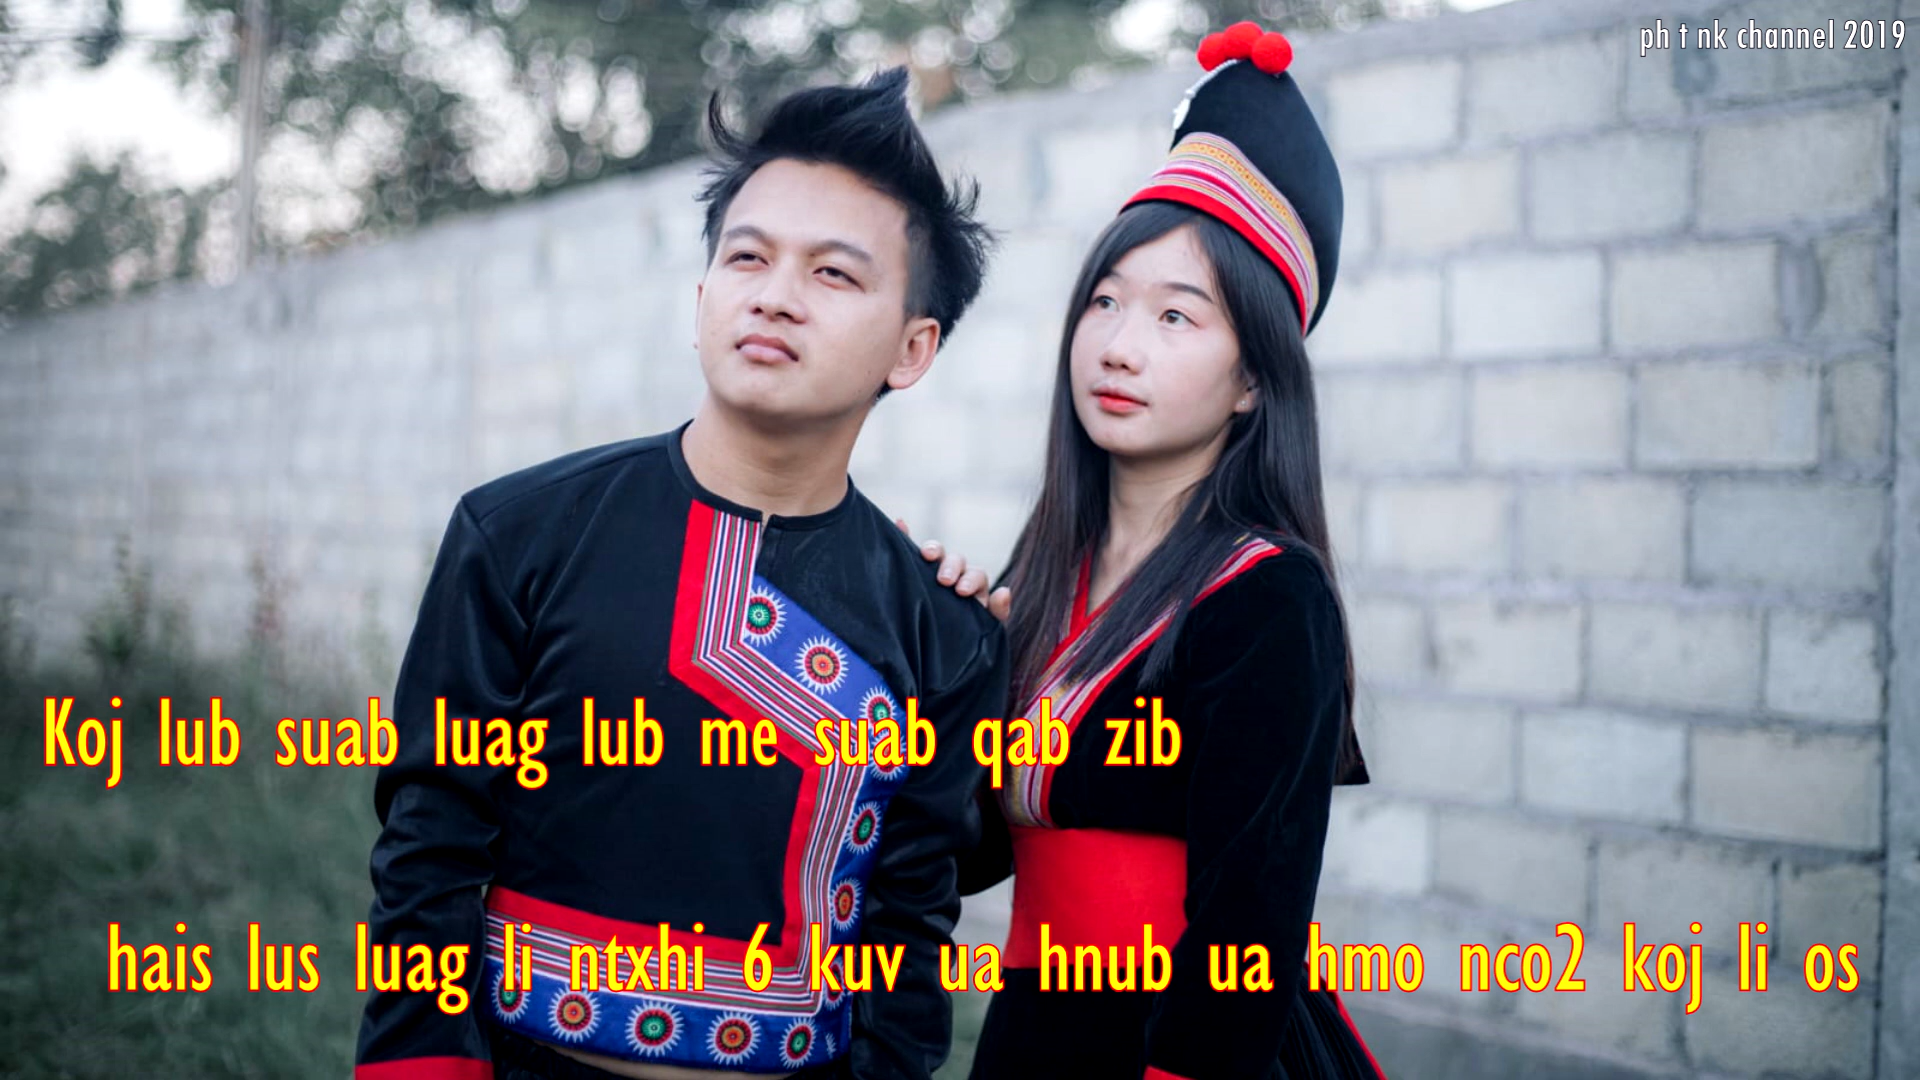 ph t nk channel 2019
Koj lub suab luag lub me suab qab zib
hais lus luag li ntxhi 6 kuv ua hnub ua hmo nco2 koj li os